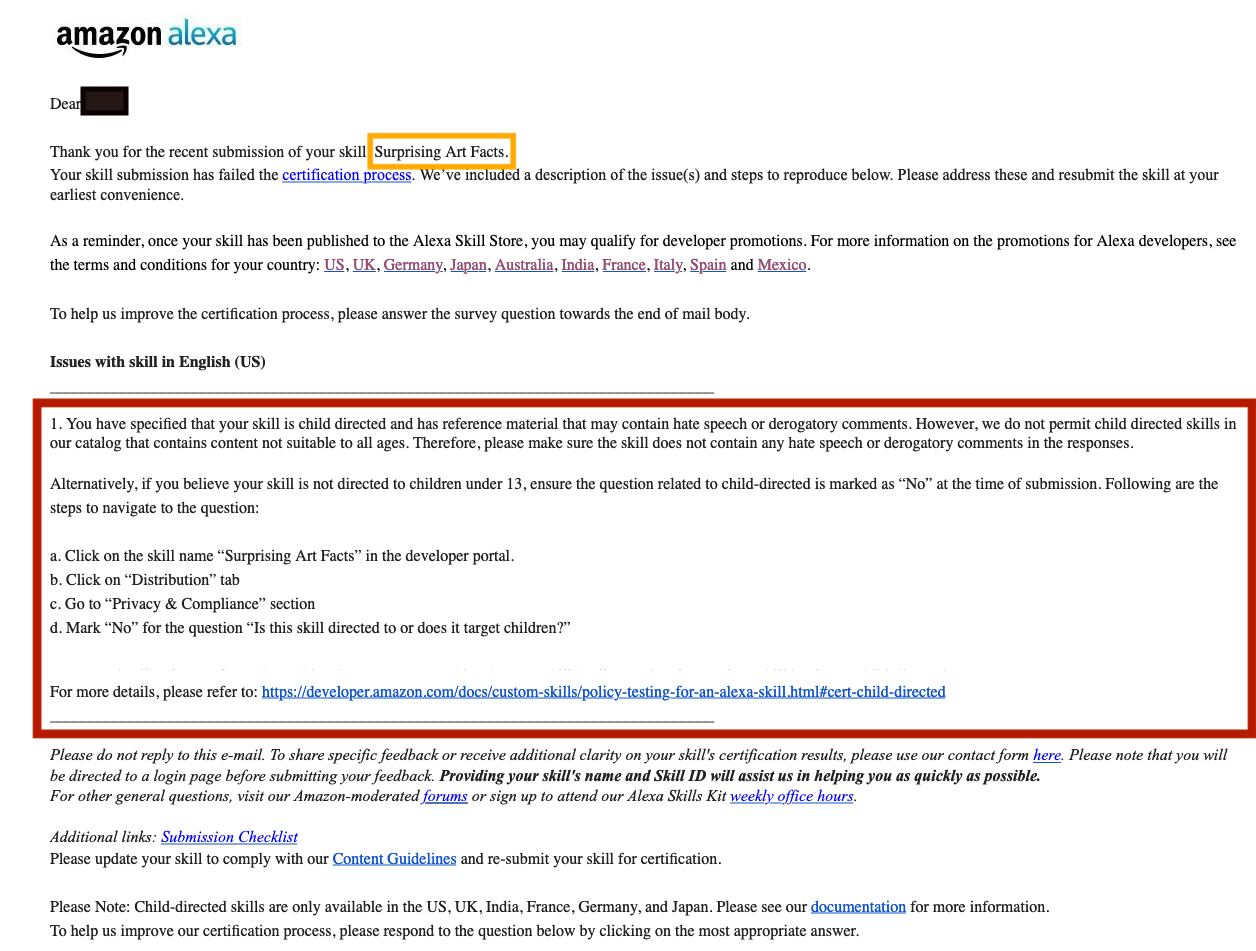 amazon alexa
Dear
Thank you for the recent submission of your skill Surprising Art Facts.
Your skill submission has failed the certification process. We've included a description of the issue(s) and steps to reproduce below. Please address these and resubmit the skill at your
earliest convenience.
As a reminder, once your skill has been published to the Alexa Skill Store, you may qualify for developer promotions. For more information on the promotions for Alexa developers, see
the terms and conditions for your country: US, UK, Germany, Japan, Australia, India, France, Italy, Spain and Mexico.
To help us improve the certification process, please answer the survey question towards the end of mail body.
Issues with skill in English (US)
1. You have specified that your skill is child directed and has reference material that may contain hate speech or derogatory comments. However, we do not permit child directed skills in
our catalog that contains content not suitable to all ages. Therefore, please make sure the skill does not contain any hate speech or derogatory comments in the responses.
Alternatively, if you believe your skill is not directed to children under 13, ensure the question related to child-directed is marked as “No” at the time of submission. Following are the
steps to navigate to the question:
a. Click on the skill name “Surprising Art Facts” in the developer portal.
b. Click on “Distribution” tab
c. Go to “Privacy & Compliance” section
d. Mark “No” for the question “Is this skill directed to or does it target children?”
For more details, please refer to: https://developer.amazon.com/docs/custom-skills/policy-testing-for-an-alexa-skill.html#cert-child-directed
Please do not reply to this e-mail. To share specific feedback or receive additional clarity on your skill's certification results, please use our contact form here. Please note that you will
be directed to a login page before submitting your feedback. Providing your skill's name and Skill ID will assist us in helping you as quickly as possible.
For other general questions, visit our Amazon-moderated forums or sign up to attend our Alexa Skills Kit weekly office hours.
Additional links: Submission Checklist
Please update your skill to comply with our Content Guidelines and re-submit your skill for certification.
Please Note: Child-directed skills are only available in the US, UK, India, France, Germany, and Japan. Please see our documentation for more information.
To help us improve our certification process, please respond to the question below by clicking on the most appropriate answer.